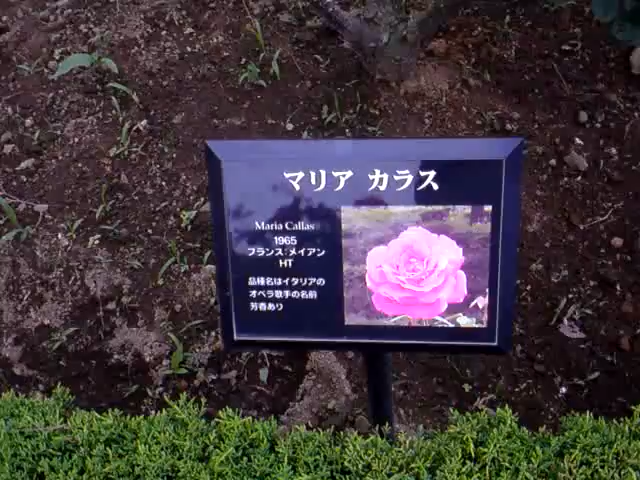 マリア カラス
Maria Callas
1965
フランス:メイアン
HT
品種名はイタリアの
オペラ歌手の名前
芳香あり